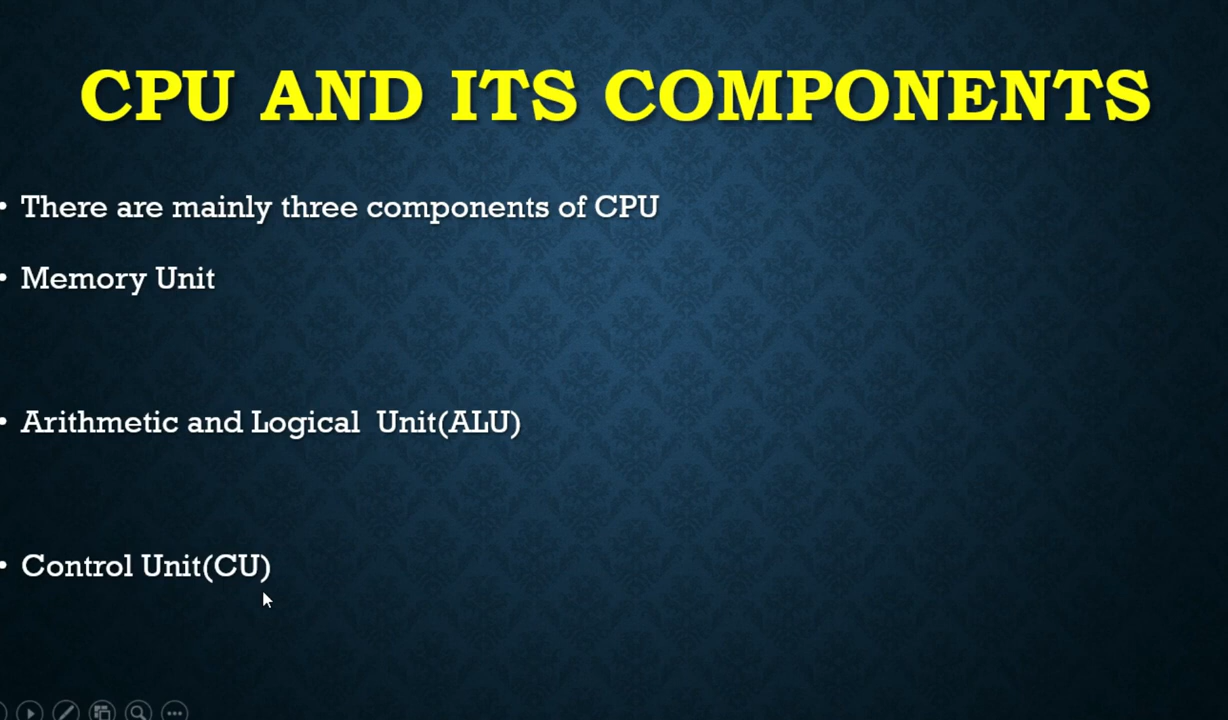 CPU AND ITS COMPONENTS
• There are mainly three components of CPU
• Memory Unit
• Arithmetic and Logical  Unit(ALU)
• Control Unit(CU)